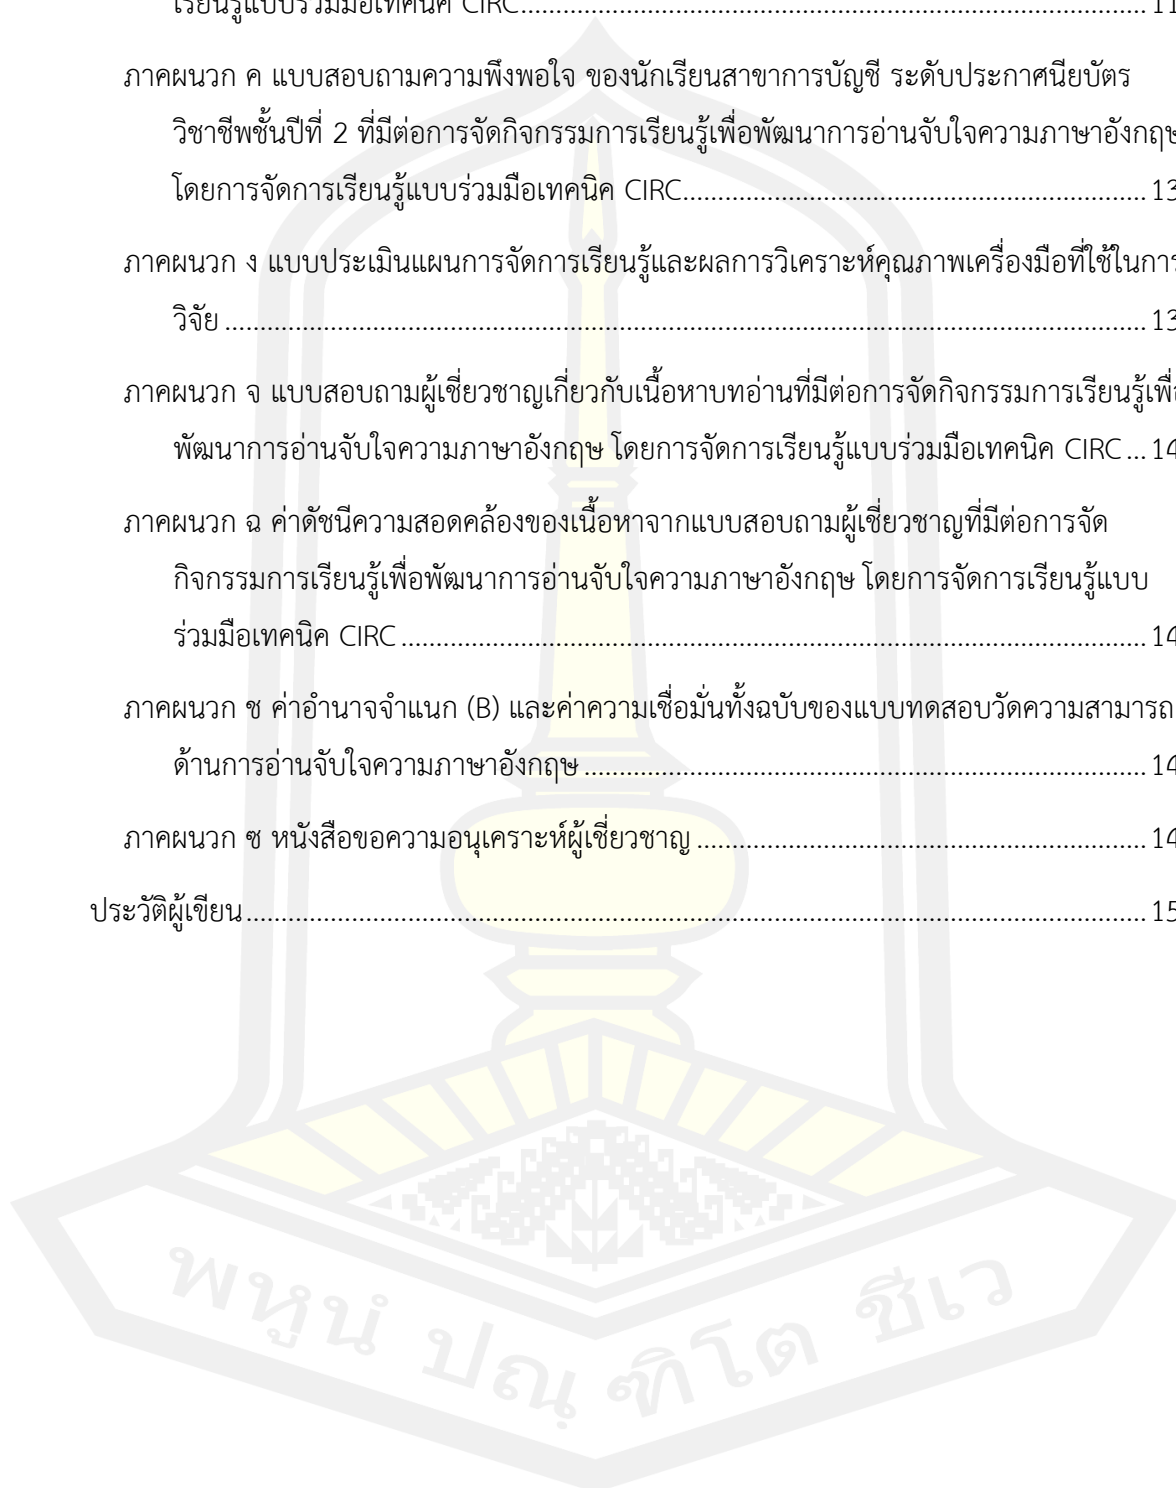 เรียนรู้แบบร่วมมือเทคนิค CIRC.......... 11
ภาคผนวก ค แบบสอบถามความพึงพอใจ ของนักเรียนสาขาการบัญชี ระดับประกาศนียบัตร
วิชาชีพชั้นปีที่ 2 ที่มีต่อการจัดกิจกรรมการเรียนรู้เพื่อพัฒนาการอ่านจับใจความภาษาอังกฤษ
โดยการจัดการเรียนรู้แบบร่วมมือเทคนิค CIRC.......... 13
ภาคผนวก ง แบบประเมินแผนการจัดการเรียนรู้และผลการวิเคราะห์คุณภาพเครื่องมือที่ใช้ในการ
วิจัย .......... 13
ภาคผนวก จ แบบสอบถามผู้เชี่ยวชาญเกี่ยวกับเนื้อหาบทอ่านที่มีต่อการจัดกิจกรรมการเรียนรู้เพื่อ
พัฒนาการอ่านจับใจความภาษาอังกฤษ โดยการจัดการเรียนรู้แบบร่วมมือเทคนิค CIRC ... 14
ภาคผนวก ฉ ค่าดัชนีความสอดคล้องของเนื้อหาจากแบบสอบถามผู้เชี่ยวชาญที่มีต่อการจัด
กิจกรรมการเรียนรู้เพื่อพัฒนาการอ่านจับใจความภาษาอังกฤษ โดยการจัดการเรียนรู้แบบ
ร่วมมือเทคนิค CIRC .......... 14
ภาคผนวก ช ค่าอำนาจจำแนก (B) และค่าความเชื่อมั่นทั้งฉบับของแบบทดสอบวัดความสามารถ
ด้านการอ่านจับใจความภาษาอังกฤษ .......... 14
ภาคผนวก ซ หนังสือขอความอนุเคราะห์ผู้เชี่ยวชาญ .......... 14
ประวัติผู้เขียน .......... 15
พหูนํ ปณฺฑิโต ชีเว